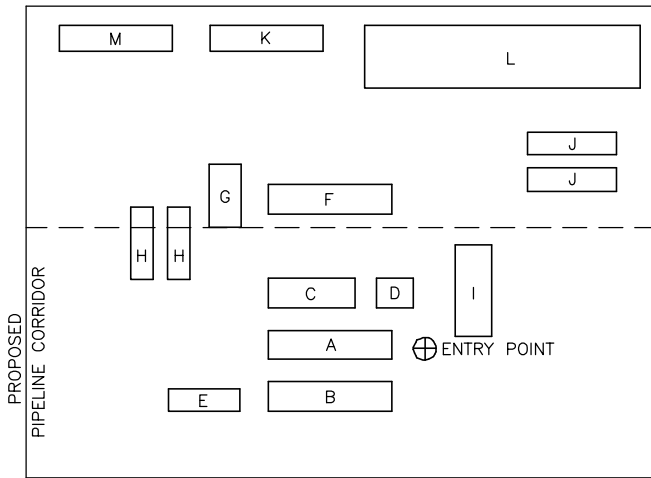 M
K
L
J
J
G
F
H
H
I
C
D
A
ENTRY POINT
E
B
PROPOSED
PIPELINE CORRIDOR